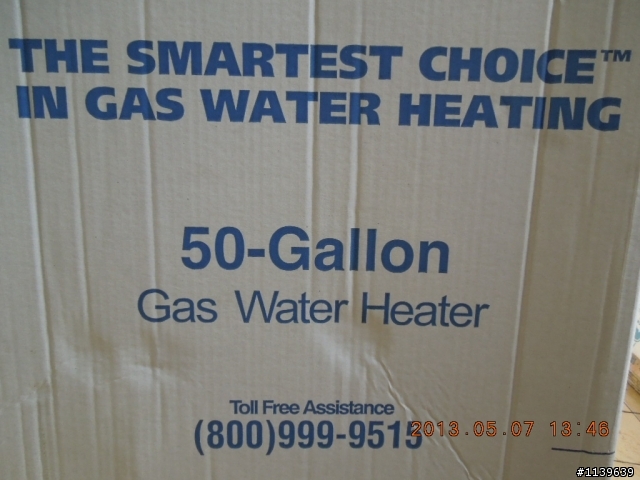 THE SMARTEST CHOICE™
IN GAS WATER HEATING
50-Gallon
Gas Water Heater
Toll Free Assistance
(800)999-9515
2013.05.07 13:46
#1139639